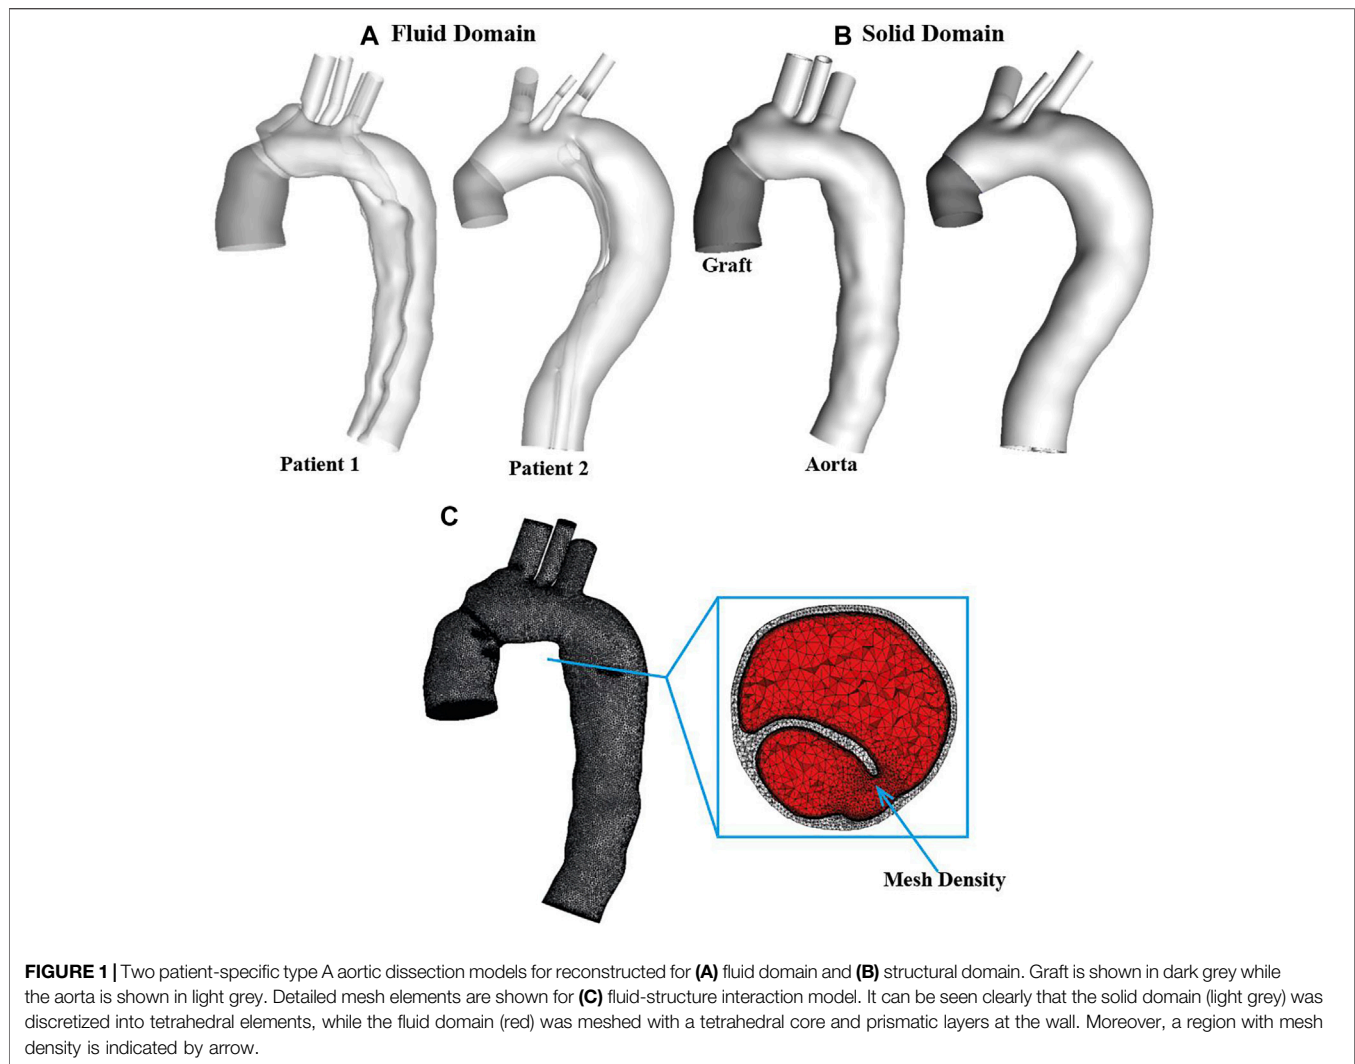 A Fluid Domain
B Solid Domain
Graft
Patient 1
Patient 2
Aorta
C
Mesh Density
FIGURE 1 | Two patient-specific type A aortic dissection models for reconstructed for (A) fluid domain and (B) structural domain. Graft is shown in dark grey while
the aorta is shown in light grey. Detailed mesh elements are shown for (C) fluid-structure interaction model. It can be seen clearly that the solid domain (light grey) was
discretized into tetrahedral elements, while the fluid domain (red) was meshed with a tetrahedral core and prismatic layers at the wall. Moreover, a region with mesh
density is indicated by arrow.